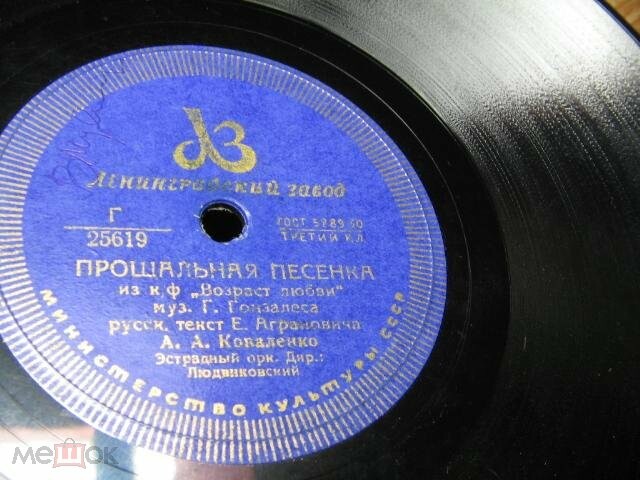 ЛЗ
Ленинградский завод
Г
25619
ГОСТ 5289-50
ТРЕТИЙ КЛ.
ПРОЩАЛЬНАЯ ПЕСЕНКА
из к/ф „Возраст любви"
муз. Г. Гонзалеса
русск. текст Е. Аграновича
А. А. Коваленко
Эстрадный орк. Дир.:
Людвиковский
МИНИСТЕРСТВО КУЛЬТУРЫ СССР
мешок